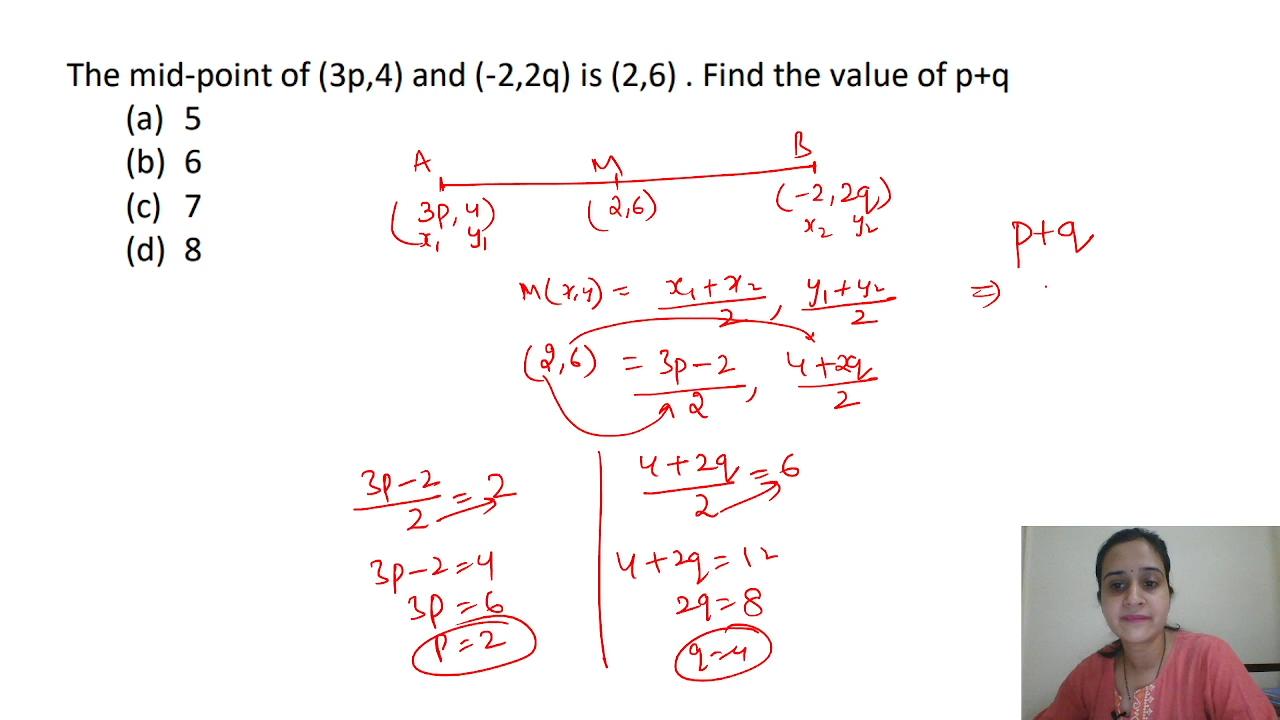 The mid-point of (3p,4) and (-2,2q) is (2,6) . Find the value of p+q
(a) 5
(b) 6
(c) 7
(d) 8
A M B
(3p, 4) (2,6) (-2, 2q)
x₁ y₁ x₂ y₂
p+q
M(x,y) = x₁+x₂/2, y₁+y₂/2 ⇒
(2,6) = 3p-2/2, 4+2q/2
3p-2/2 = 2
3p-2=4
3p=6
p=2
4+2q/2 = 6
4+2q=12
2q=8
q=4